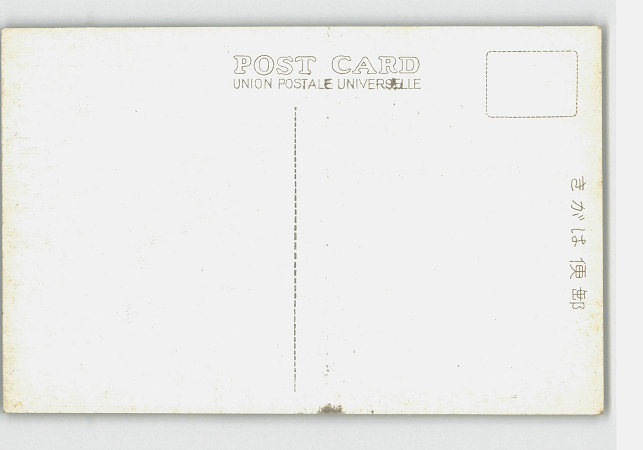 POST CARD
UNION POSTALE UNIVERSELLE
きがは便郵